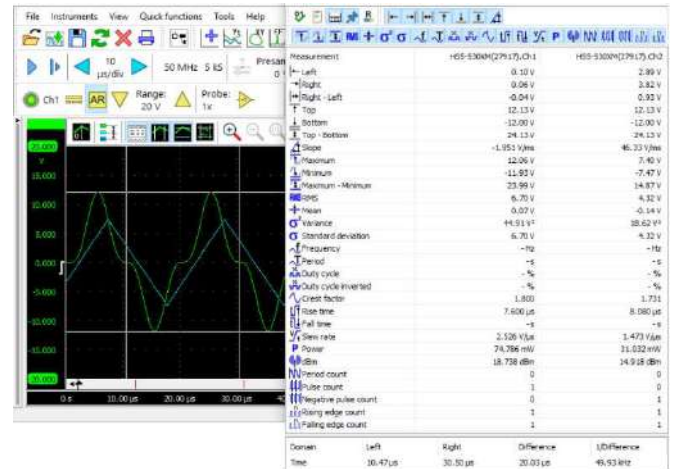 File Instruments View Quick functions Tools Help
10
µs/div
50 MHz 5 kS
Presam
0
Ch1
AR
Range:
20 V
Probe:
1x
20.000
V
15.000
10.000
5.000
0.000
-5.000
-10.000
-15.000
-20.000
0 s 10.00 µs 20.00 µs 30.00 µs
Measurement HS5-530XM(27917).Ch1 HS5-530XM(27917).Ch2
Left 0.10 V 2.89 V
Right 0.06 V 3.82 V
Right - Left -0.04 V 0.93 V
Top 12.13 V 12.13 V
Bottom -12.00 V -12.00 V
Top - Bottom 24.13 V 24.13 V
Slope -1.951 V/ms 46.33 V/ms
Maximum 12.06 V 7.40 V
Minimum -11.93 V -7.47 V
Maximum - Minimum 23.99 V 14.87 V
RMS RMS 6.70 V 4.32 V
Mean 0.07 V -0.14 V
σ² Variance 44.91 V² 18.62 V²
σ Standard deviation 6.70 V 4.32 V
Frequency - Hz - Hz
Period - s - s
Duty cycle - % - %
Duty cycle inverted - % - %
Crest factor 1.800 1.731
Rise time 7.600 µs 8.080 µs
Fall time - s - s
Slew rate 2.526 V/µs 1.473 V/µs
P Power 74.786 mW 31.032 mW
dBm 18.738 dBm 14.918 dBm
Period count 0 0
Pulse count 1 0
Negative pulse count 0 1
Rising edge count 1 1
Falling edge count 1 1
Domain Left Right Difference 1/Difference
Time 10.47 µs 30.50 µs 20.03 µs 49.93 kHz